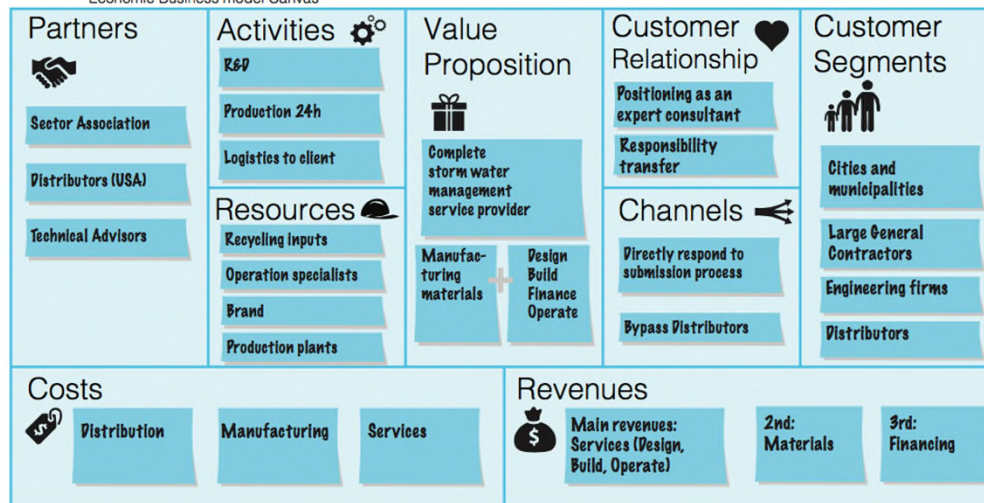 Economic Business model Canvas
Partners
Sector Association
Distributors (USA)
Technical Advisors
Activities
R&D
Production 24h
Logistics to client
Resources
Recycling inputs
Operation specialists
Brand
Production plants
Value
Proposition
Complete
storm water
management
service provider
Manufac-
turing
materials
+
Design
Build
Finance
Operate
Customer
Relationship
Positioning as an
expert consultant
Responsibility
transfer
Channels
Directly respond to
submission process
Bypass Distributors
Customer
Segments
Cities and
municipalities
Large General
Contractors
Engineering firms
Distributors
Costs
$
Distribution
Manufacturing
Services
Revenues
$
Main revenues:
Services (Design,
Build, Operate)
2nd:
Materials
3rd:
Financing